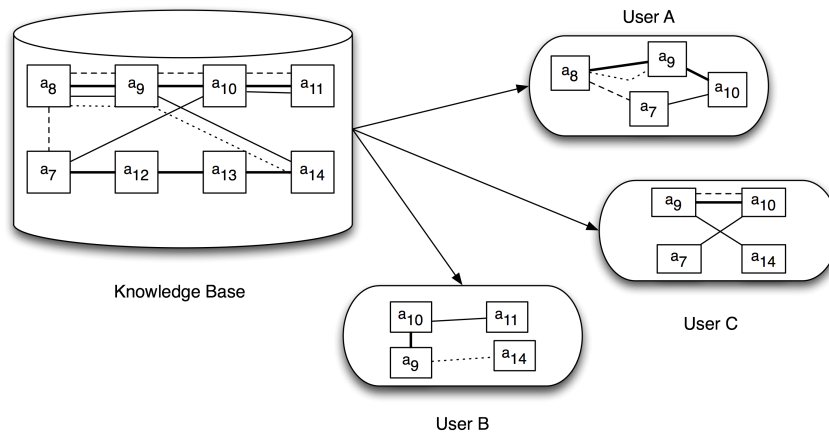 User A
a8 a9 a10 a11
a7 a12 a13 a14
Knowledge Base
a8 a9
a7 a10
a9 a10
a7 a14
User C
a10 a11
a9 a14
User B